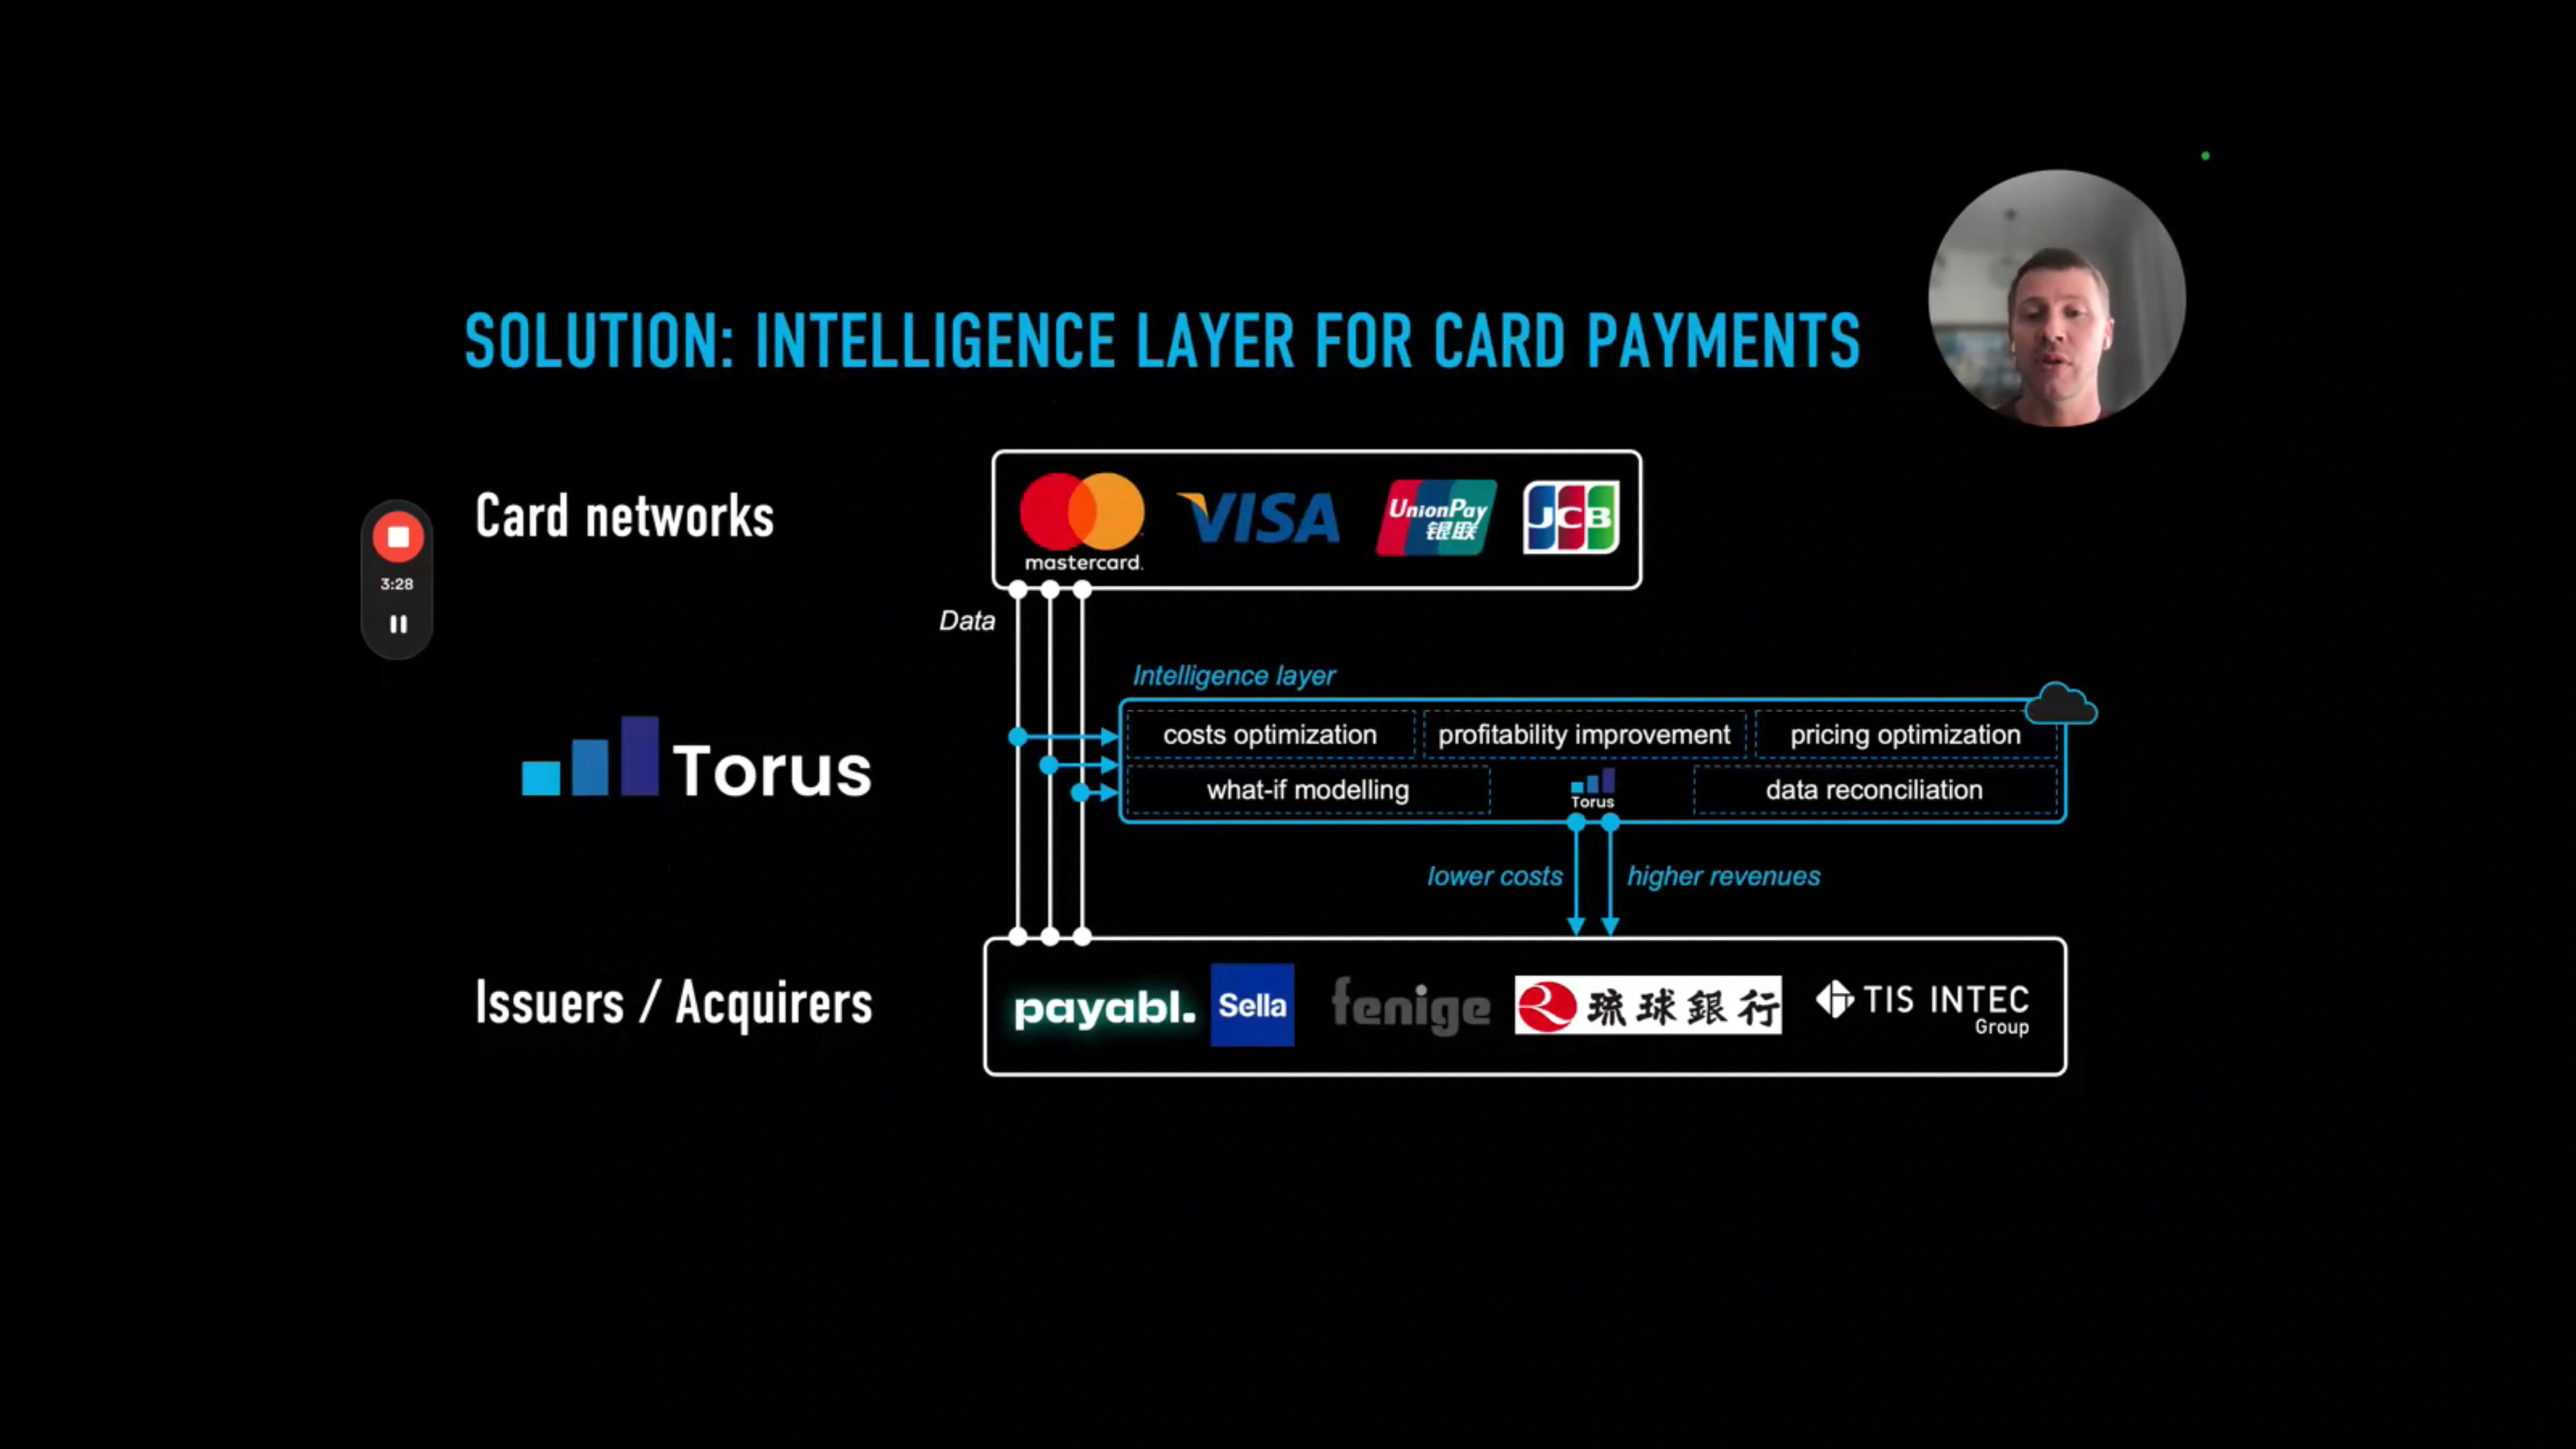 SOLUTION: INTELLIGENCE LAYER FOR CARD PAYMENTS
Card networks
mastercard.
VISA
UnionPay
银联
JCB
3:28
Data
Intelligence layer
costs optimization
profitability improvement
pricing optimization
what-if modelling
Torus
data reconciliation
Torus
lower costs
higher revenues
Issuers / Acquirers
payabl.
Sella
fenige
琉球銀行
TIS INTEC
Group